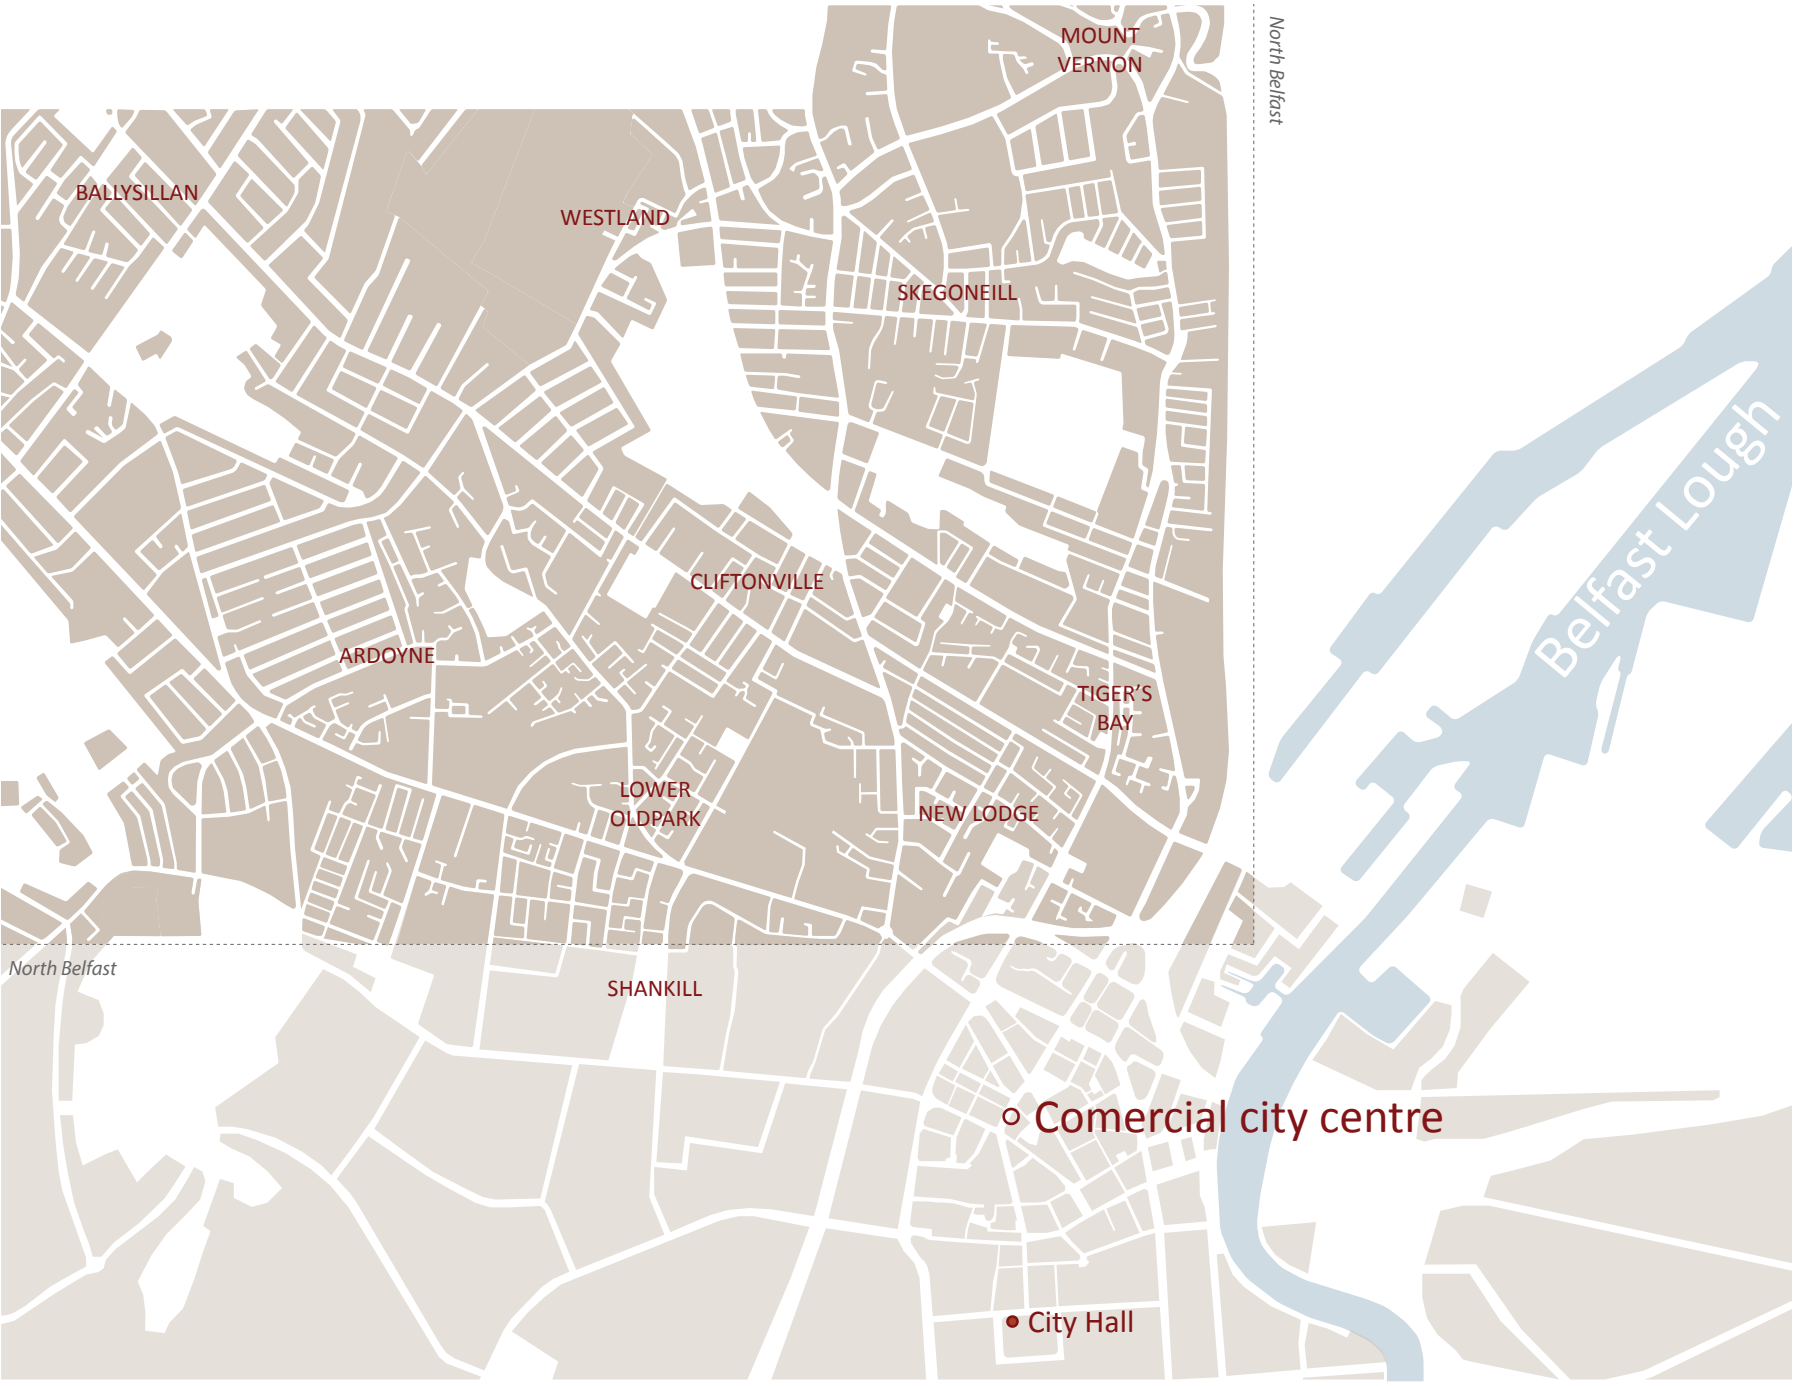 MOUNT
VERNON
North Belfast
BALLYSILLAN
WESTLAND
SKEGONEILL
Belfast Lough
CLIFTONVILLE
ARDOYNE
TIGER'S
BAY
LOWER
OLDPARK
NEW LODGE
North Belfast
SHANKILL
Comercial city centre
City Hall